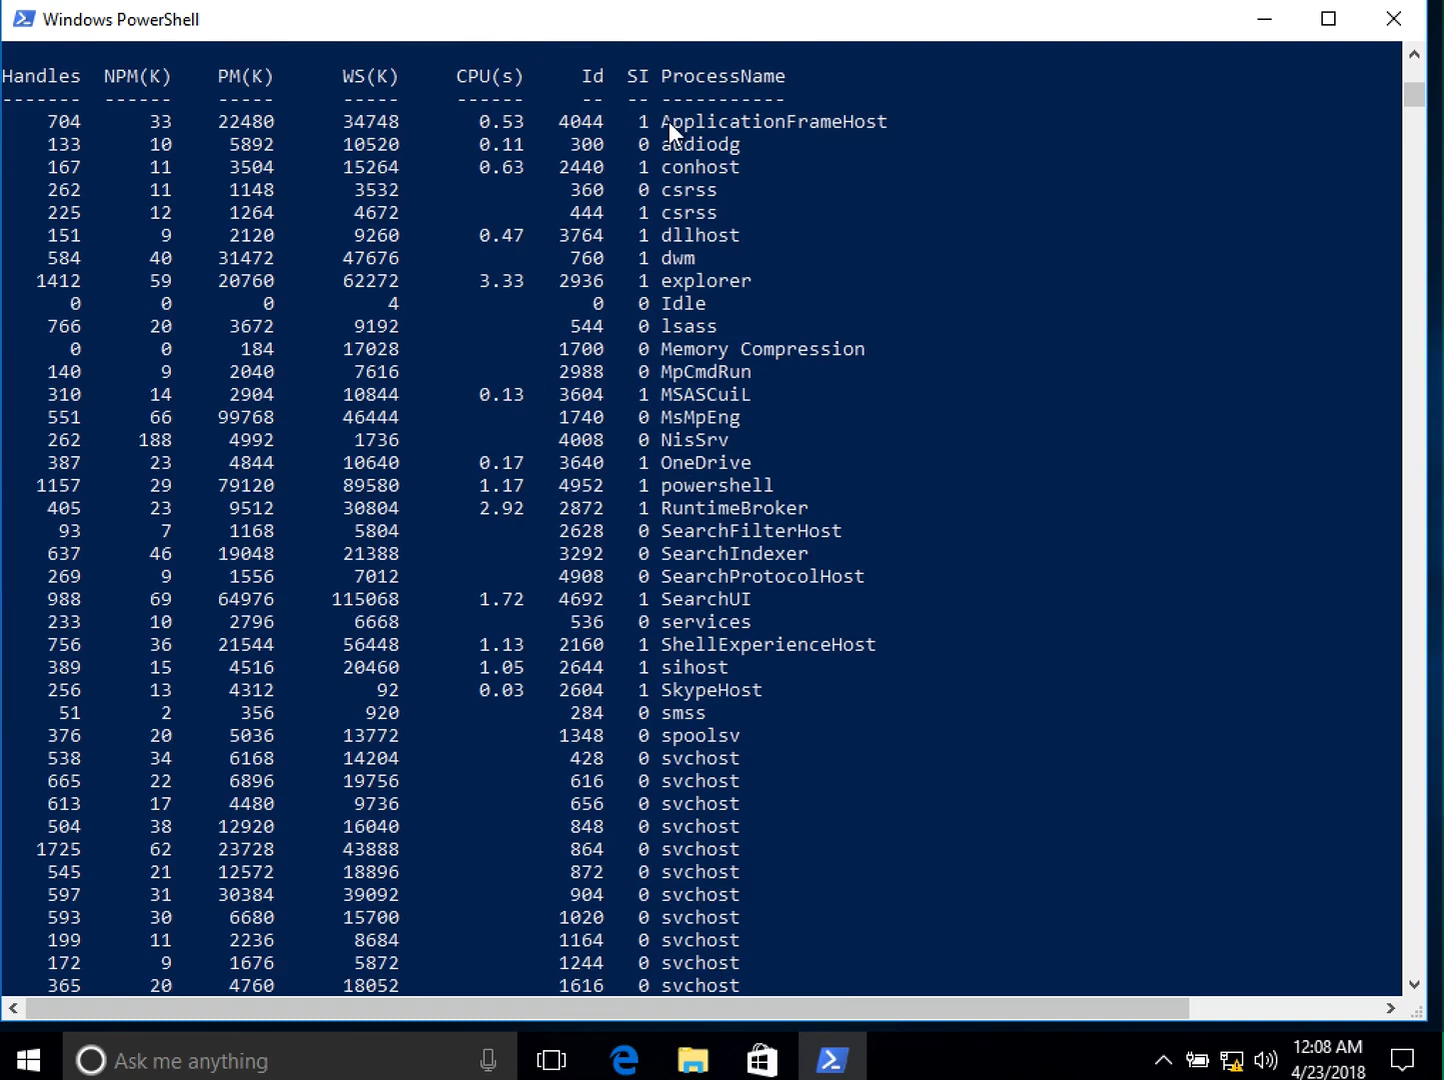 Windows PowerShell
Handles  NPM(K)    PM(K)      WS(K)     CPU(s)     Id  SI ProcessName
-------  ------    -----      -----     ------     --  -- -----------
704      33    22480      34748       0.53   4044   1 ApplicationFrameHost
133      10     5892      10520       0.11    300   0 audiodg
167      11     3504      15264       0.63   2440   1 conhost
262      11     1148       3532               360   0 csrss
225      12     1264       4672               444   1 csrss
151       9     2120       9260       0.47   3764   1 dllhost
584      40    31472      47676               760   1 dwm
1412      59    20760      62272       3.33   2936   1 explorer
0       0        0          4                 0   0 Idle
766      20     3672       9192               544   0 lsass
0       0      184      17028              1700   0 Memory Compression
140       9     2040       7616              2988   0 MpCmdRun
310      14     2904      10844       0.13   3604   1 MSASCuiL
551      66    99768      46444              1740   0 MsMpEng
262     188     4992       1736              4008   0 NisSrv
387      23     4844      10640       0.17   3640   1 OneDrive
1157      29    79120      89580       1.17   4952   1 powershell
405      23     9512      30804       2.92   2872   1 RuntimeBroker
93       7     1168       5804              2628   0 SearchFilterHost
637      46    19048      21388              3292   0 SearchIndexer
269       9     1556       7012              4908   0 SearchProtocolHost
988      69    64976     115068       1.72   4692   1 SearchUI
233      10     2796       6668               536   0 services
756      36    21544      56448       1.13   2160   1 ShellExperienceHost
389      15     4516      20460       1.05   2644   1 sihost
256      13     4312         92       0.03   2604   1 SkypeHost
51       2      356        920               284   0 smss
376      20     5036      13772              1348   0 spoolsv
538      34     6168      14204               428   0 svchost
665      22     6896      19756               616   0 svchost
613      17     4480       9736               656   0 svchost
504      38    12920      16040               848   0 svchost
1725      62    23728      43888               864   0 svchost
545      21    12572      18896               872   0 svchost
597      31    30384      39092               904   0 svchost
593      30     6680      15700              1020   0 svchost
199      11     2236       8684              1164   0 svchost
172       9     1676       5872              1244   0 svchost
365      20     4760      18052              1616   0 svchost
Ask me anything
12:08 AM
4/23/2018